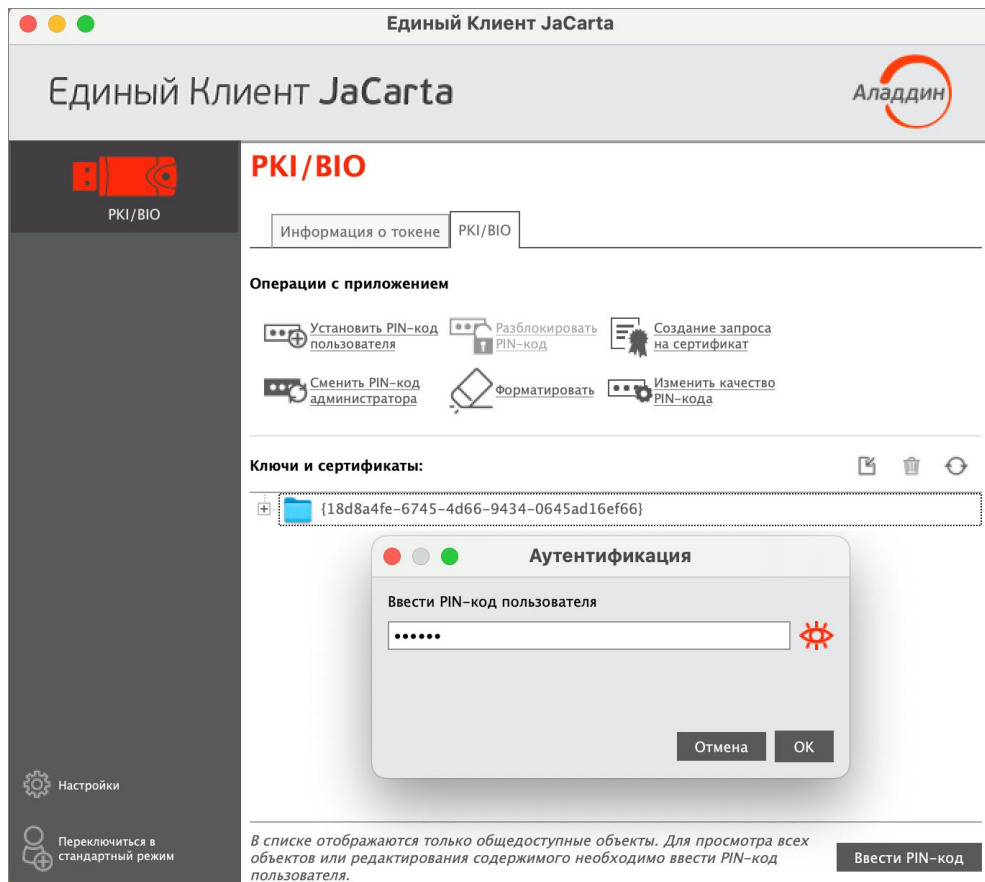 Единый Клиент JaCarta
Единый Клиент JaCarta
Аладдин
PKI/BIO
PKI/BIO
Информация о токене
PKI/BIO
Операции с приложением
Установить PIN-код
пользователя
Разблокировать
PIN-код
Создание запроса
на сертификат
Сменить PIN-код
администратора
Форматировать
Изменить качество
PIN-кода
Ключи и сертификаты:
{18d8a4fe-6745-4d66-9434-0645ad16ef66}
Аутентификация
Ввести PIN-код пользователя
••••••
Отмена
OK
Настройки
Переключиться в
стандартный режим
В списке отображаются только общедоступные объекты. Для просмотра всех
объектов или редактирования содержимого необходимо ввести PIN-код
пользователя.
Ввести PIN-код